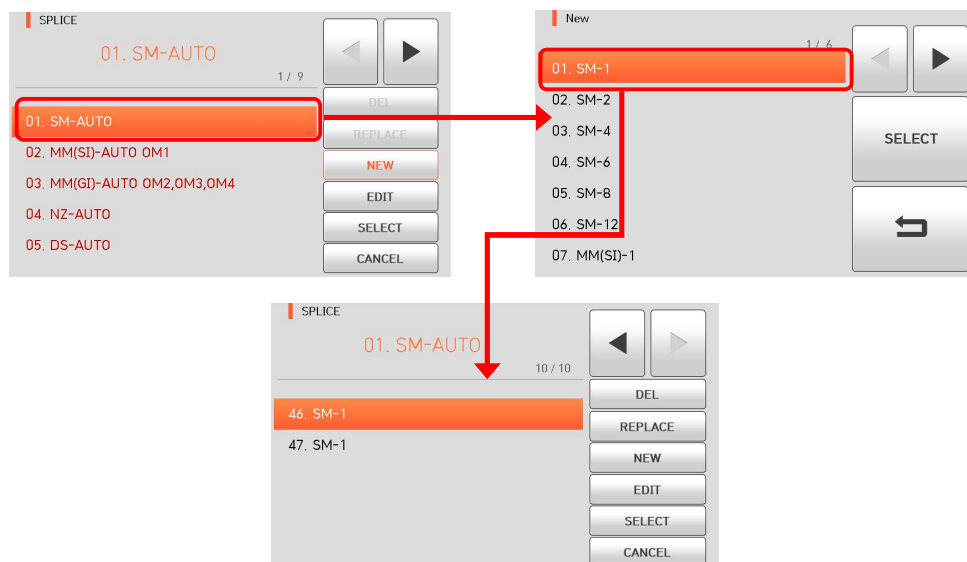 SPLICE
01. SM-AUTO
1 / 9
01. SM-AUTO
02. MM(SI)-AUTO OM1
03. MM(GI)-AUTO OM2,OM3,OM4
04. NZ-AUTO
05. DS-AUTO
DEL
REPLACE
NEW
EDIT
SELECT
CANCEL
New
1 / 6
01. SM-1
02. SM-2
03. SM-4
04. SM-6
05. SM-8
06. SM-12
07. MM(SI)-1
SELECT
SPLICE
01. SM-AUTO
10 / 10
46. SM-1
47. SM-1
DEL
REPLACE
NEW
EDIT
SELECT
CANCEL